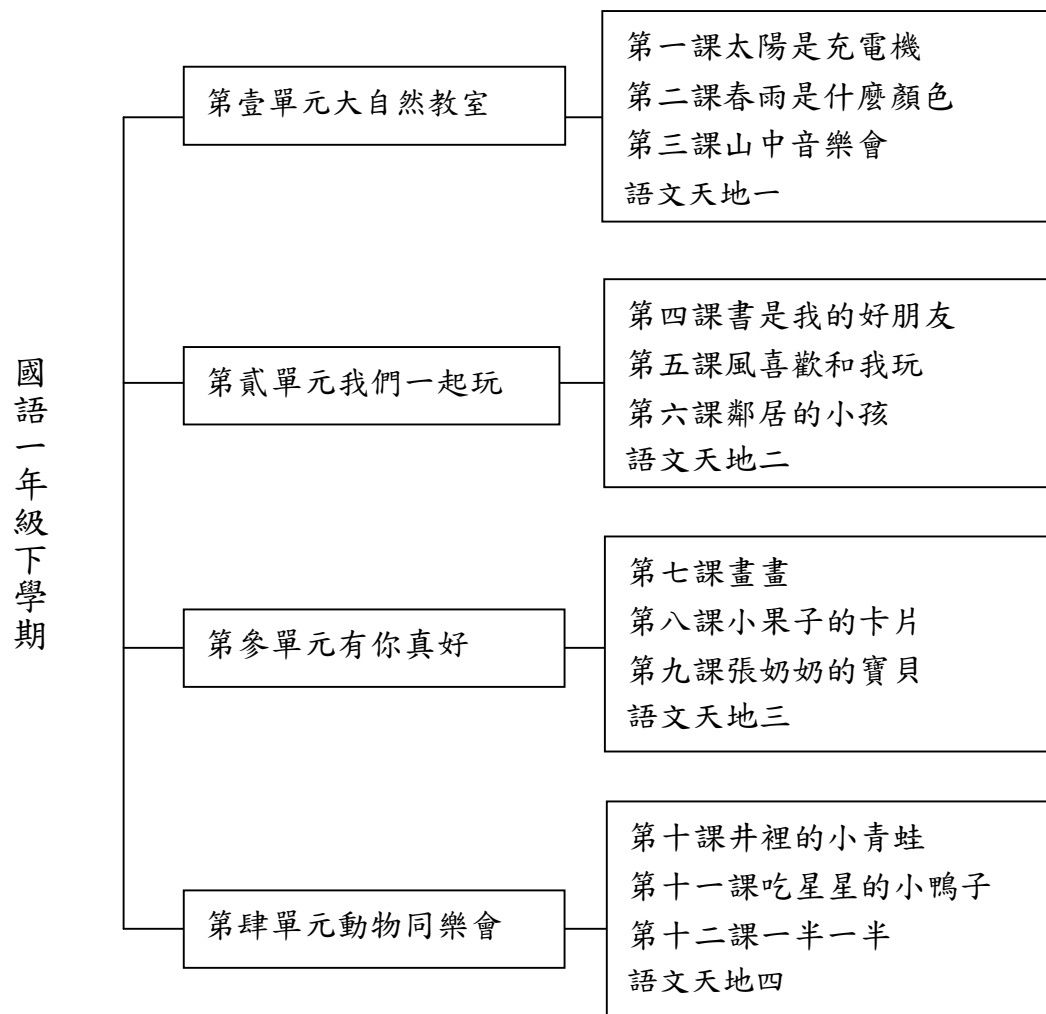 國語一年級下學期
第壹單元大自然教室
第一課太陽是充電機
第二課春雨是什麼顏色
第三課山中音樂會
語文天地一
第貳單元我們一起玩
第四課書是我的好朋友
第五課風喜歡和我玩
第六課鄰居的小孩
語文天地二
第參單元有你真好
第七課畫畫
第八課小果子的卡片
第九課張奶奶的寶貝
語文天地三
第肆單元動物同樂會
第十課井裡的小青蛙
第十一課吃星星的小鴨子
第十二課一半一半
語文天地四